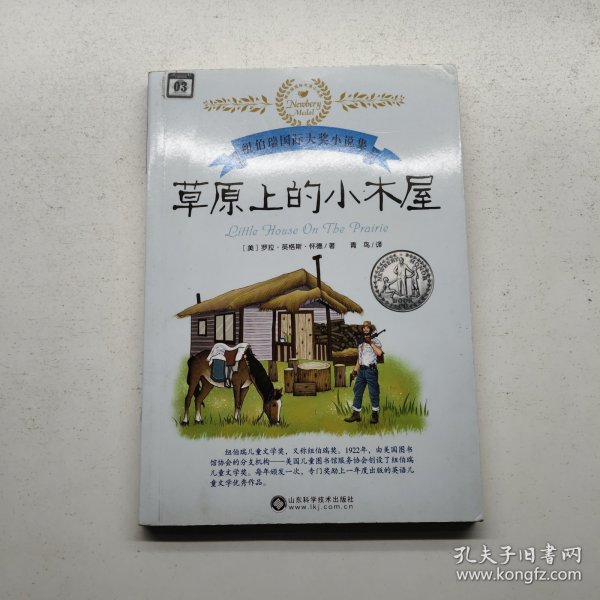 03
Newbery
Medal
纽伯瑞国际大奖小说集
草原上的小木屋
Little House On The Prairie
[美]罗拉·英格斯·怀德/著 青 鸟/译
纽伯瑞儿童文学奖，又称纽伯瑞奖。1922年，由美国图书
馆协会的分支机构——美国儿童图书馆服务协会创设了纽伯瑞
儿童文学奖。每年颁发一次，专门奖励上一年度出版的英语儿
童文学优秀作品。
山东科学技术出版社
www.lkj.com.cn
孔夫子旧书网
www.kongfz.com